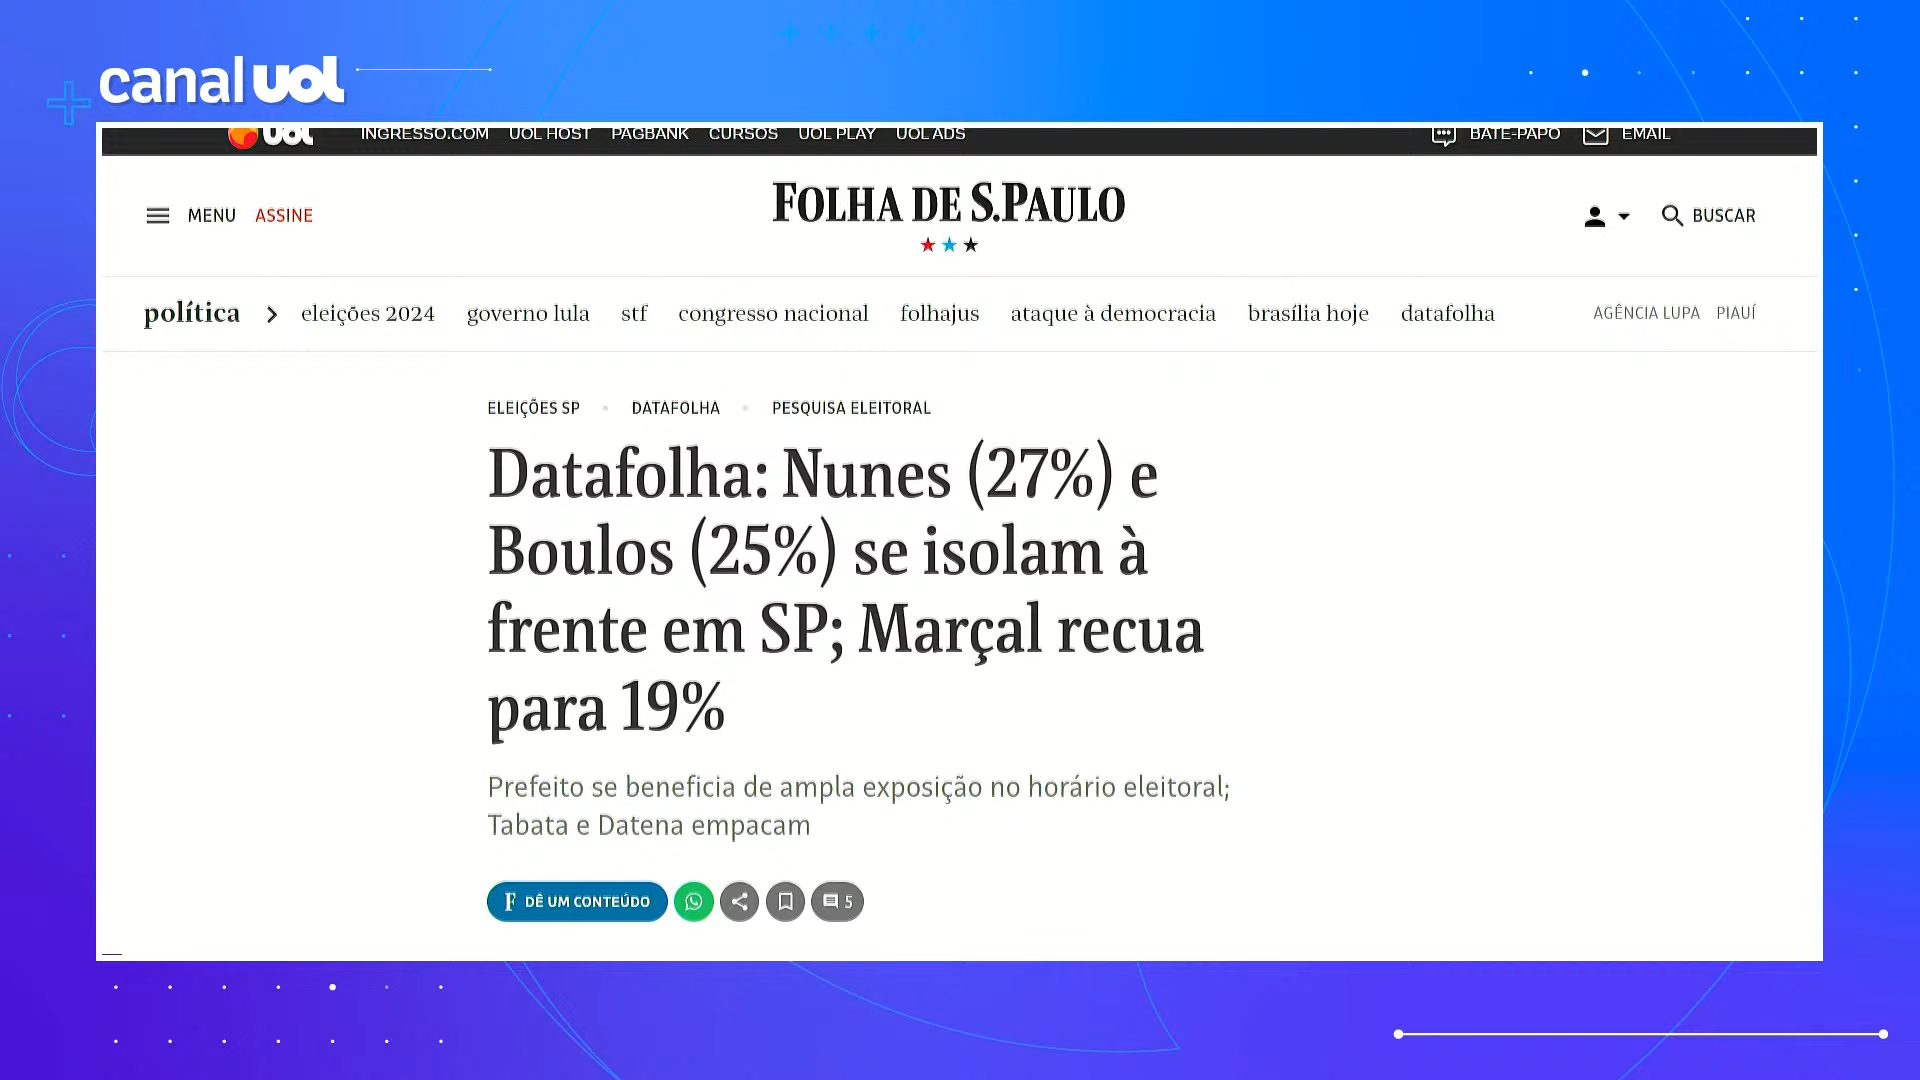 canal uol
uol INGRESSO.COM UOL HOST PAGBANK CURSOS UOL PLAY UOL ADS BATE-PAPO EMAIL
MENU ASSINE FOLHA DE S.PAULO BUSCAR
política eleições 2024 governo lula stf congresso nacional folhajus ataque à democracia brasília hoje datafolha AGÊNCIA LUPA PIAUÍ
ELEIÇÕES SP • DATAFOLHA • PESQUISA ELEITORAL
Datafolha: Nunes (27%) e
Boulos (25%) se isolam à
frente em SP; Marçal recua
para 19%
Prefeito se beneficia de ampla exposição no horário eleitoral;
Tabata e Datena empacam
F DÊ UM CONTEÚDO 5